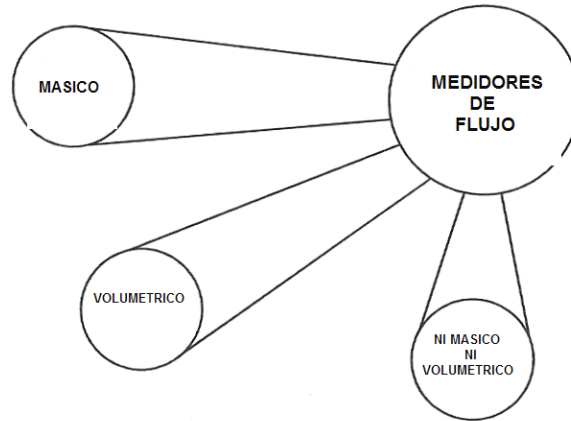 MEDIDORES
DE
FLUJO
MASICO
VOLUMETRICO
NI MASICO
NI
VOLUMETRICO